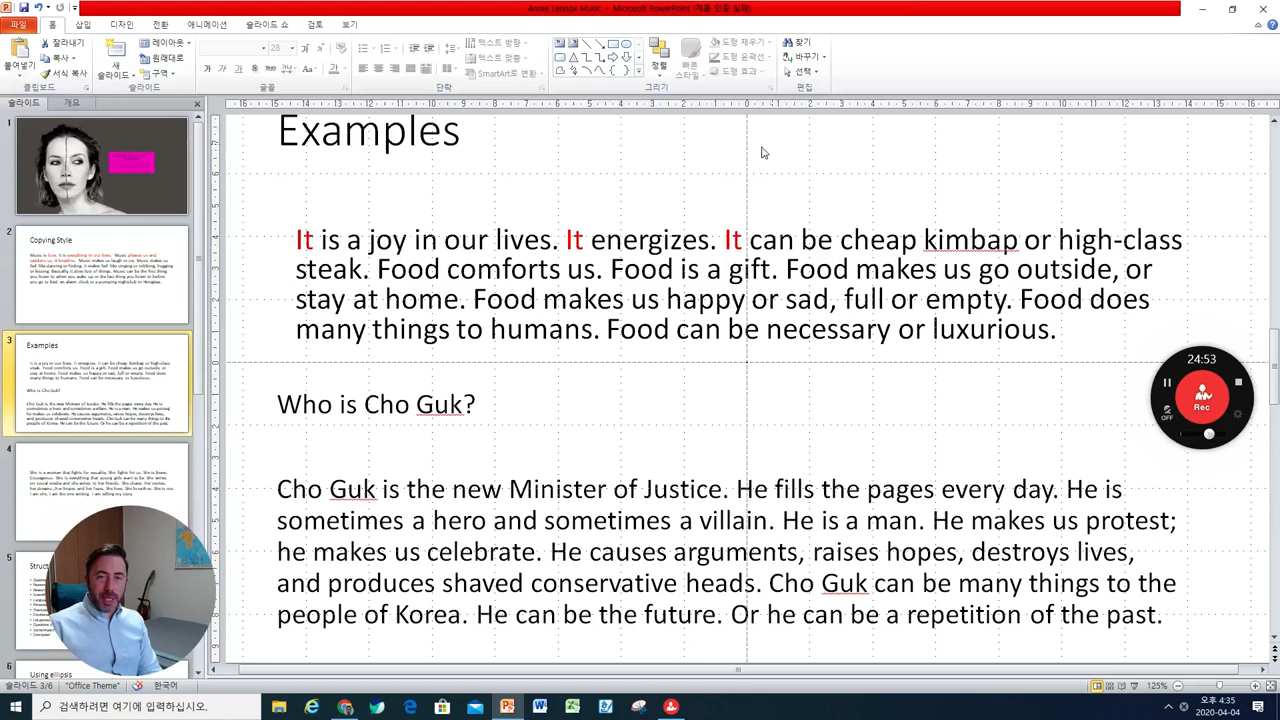 Annie Lennox Music. - Microsoft PowerPoint (제품 인증 실패)
파일 홈 삽입 디자인 전환 애니메이션 슬라이드 쇼 검토 보기
잘라내기
복사
서식 복사
붙여넣기
클립보드
새 슬라이드
레이아웃
원래대로
구역
슬라이드
28
글꼴
텍스트 방향
텍스트 맞춤
SmartArt로 변환
단락
정렬
빠른 스타일
도형 채우기
도형 윤곽선
도형 효과
그리기
찾기
바꾸기
선택
편집
슬라이드 개요
1
2
Copying Style
3
Examples
Who is Cho Guk?
4
5
6
Using ellipsis
Examples
It is a joy in our lives. It energizes. It can be cheap kimbap or high-class
steak. Food comforts us. Food is a gift. Food makes us go outside, or
stay at home. Food makes us happy or sad, full or empty. Food does
many things to humans. Food can be necessary or luxurious.
Who is Cho Guk?
Cho Guk is the new Minister of Justice. He fills the pages every day. He is
sometimes a hero and sometimes a villain. He is a man. He makes us protest;
he makes us celebrate. He causes arguments, raises hopes, destroys lives,
and produces shaved conservative heads. Cho Guk can be many things to the
people of Korea. He can be the future. Or he can be a repetition of the past.
24:53
Rec
OFF
슬라이드 3/6 "Office Theme" 한국어
125%
검색하려면 여기에 입력하십시오.
오후 4:35
2020-04-04